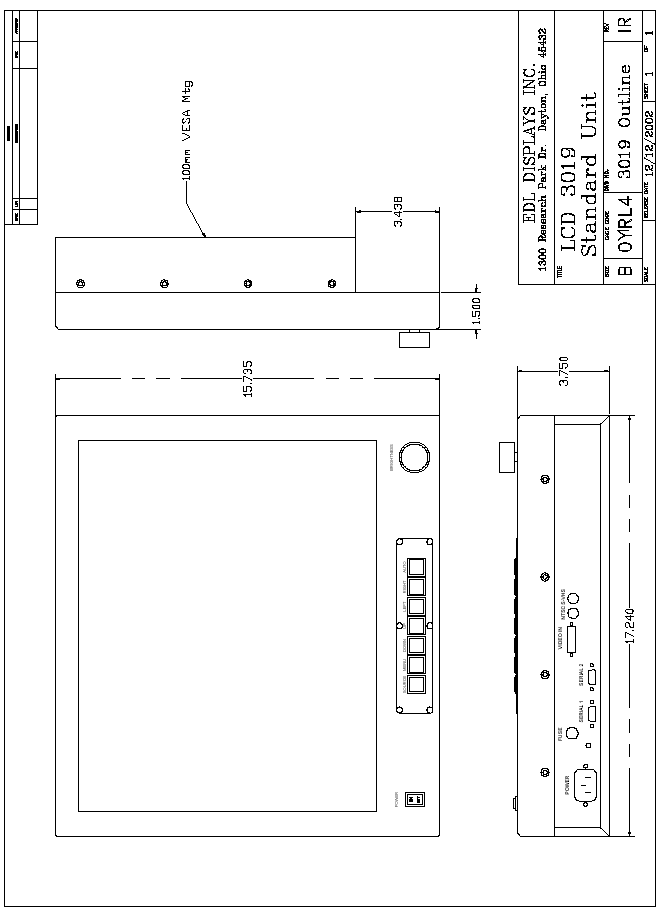 EDL DISPLAYS INC.
1300 Research Park Dr. Dayton, Ohio 45432
TITLE
LCD 3019
Standard Unit
SIZE
B
CAGE CODE
0YRL4
DWG NO.
3019 Outline
REV
IR
SCALE
RELEASE DATE 12/12/2002
SHEET 1 OF 1
100mm VESA Mtg
3.438
1.500
15.735
BRIGHTNESS
SOURCE
MENU
DOWN
LEFT
RIGHT
AUTO
POWER
3.750
17.240
POWER
FUSE
SERIAL 1
SERIAL 2
VIDEO IN
NTSC S-VHS